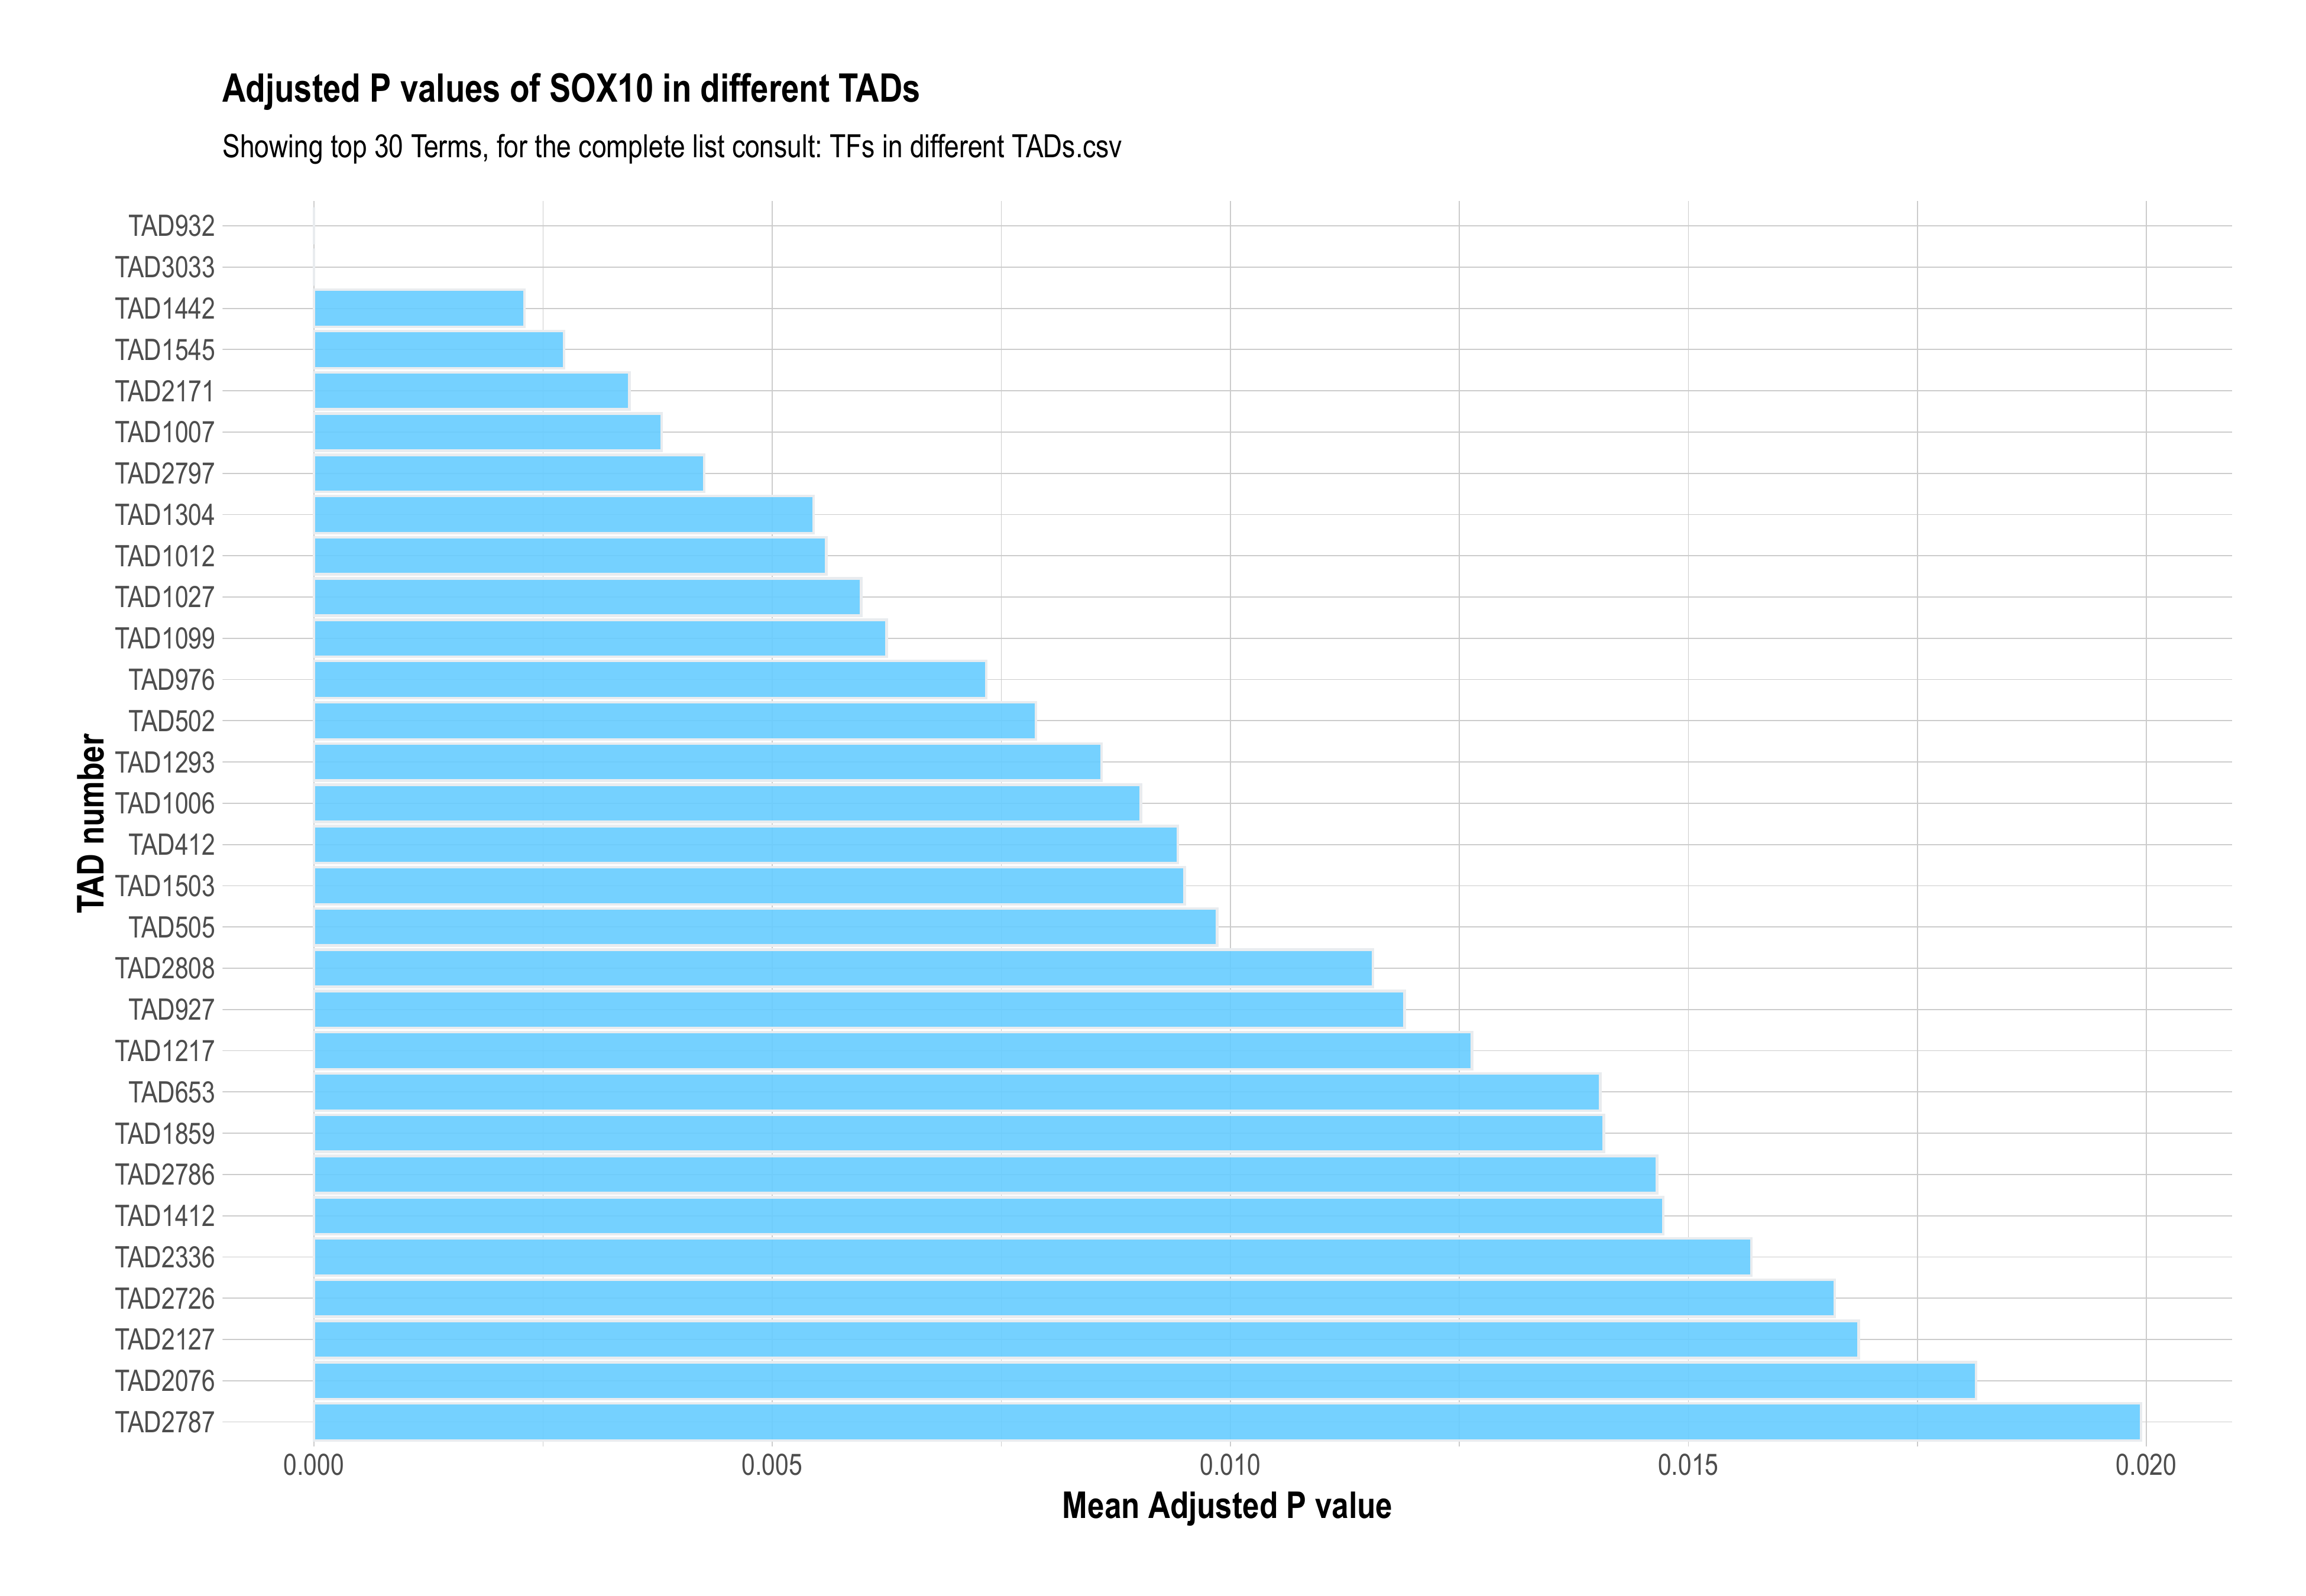 Adjusted P values of SOX10 in different TADs
Showing top 30 Terms, for the complete list consult: TFs in different TADs.csv
TAD number
TAD932
TAD3033
TAD1442
TAD1545
TAD2171
TAD1007
TAD2797
TAD1304
TAD1012
TAD1027
TAD1099
TAD976
TAD502
TAD1293
TAD1006
TAD412
TAD1503
TAD505
TAD2808
TAD927
TAD1217
TAD653
TAD1859
TAD2786
TAD1412
TAD2336
TAD2726
TAD2127
TAD2076
TAD2787
0.000 0.005 0.010 0.015 0.020
Mean Adjusted P value